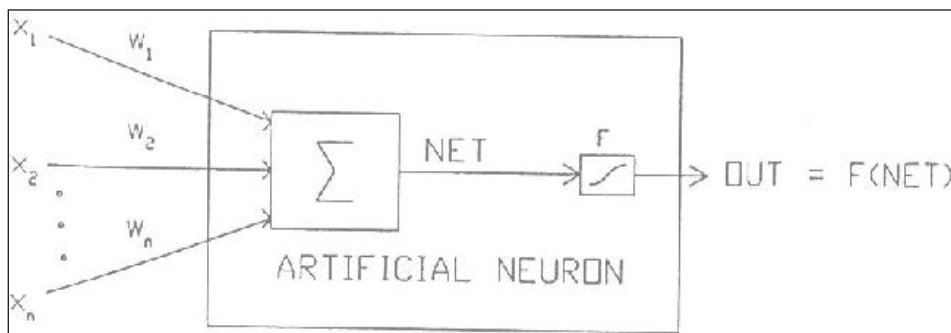 X1
W1
W2
X2
NET
F
Σ
OUT = F(NET)
Wn
ARTIFICIAL NEURON
Xn